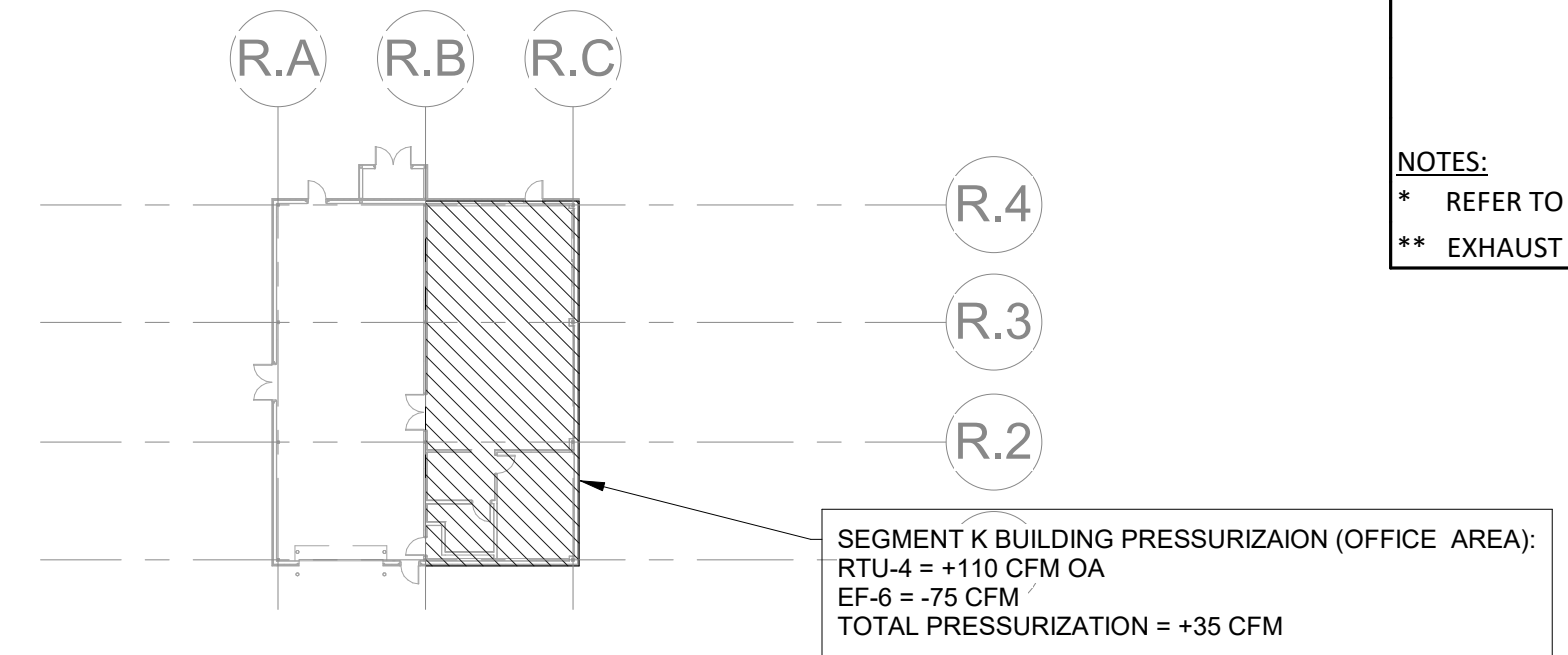 R.A R.B R.C
NOTES:
* REFER TO
** EXHAUST
R.4
R.3
R.2
SEGMENT K BUILDING PRESSURIZAION (OFFICE AREA):
RTU-4 = +110 CFM OA
EF-6 = -75 CFM
TOTAL PRESSURIZATION = +35 CFM